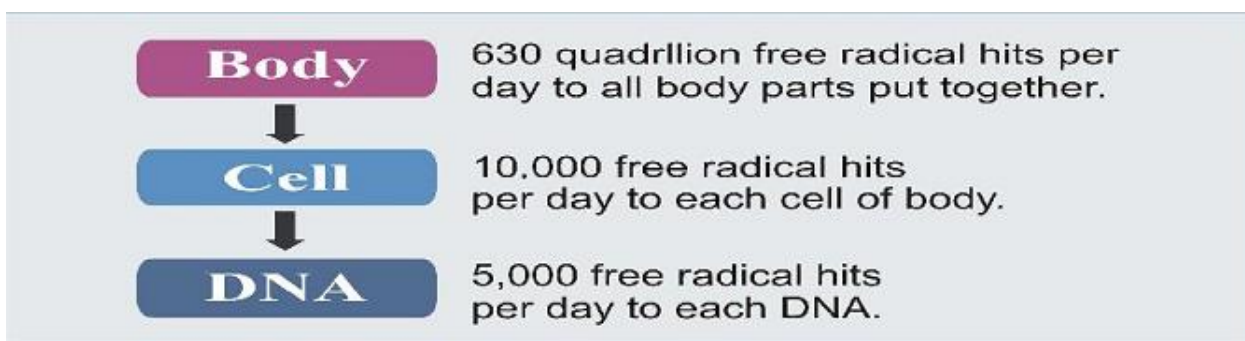 Body
630 quadrllion free radical hits per
day to all body parts put together.
Cell
10.000 free radical hits
per day to each cell of body.
DNA
5,000 free radical hits
per day to each DNA.